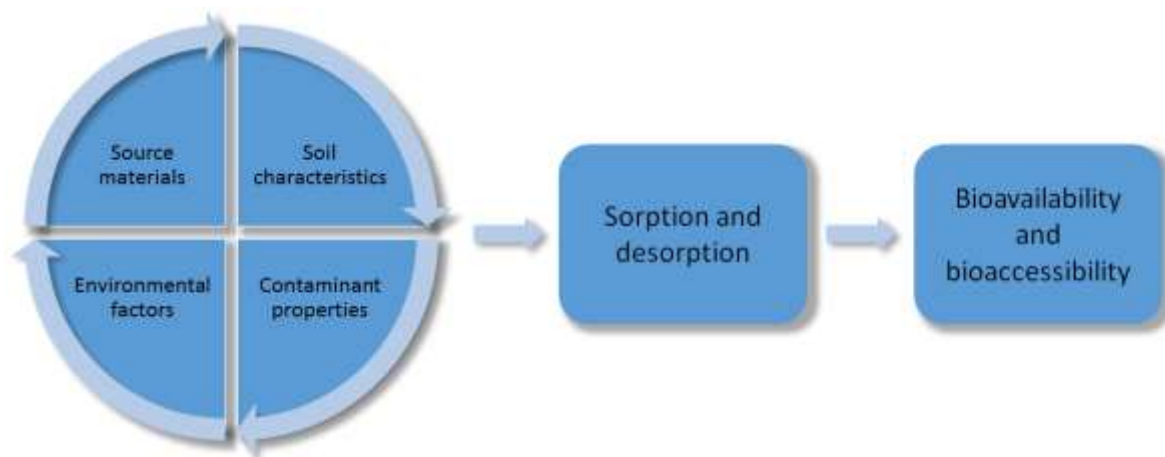 Source
materials
Soil
characteristics
Environmental
factors
Contaminant
properties
Sorption and
desorption
Bioavailability
and
bioaccessibility